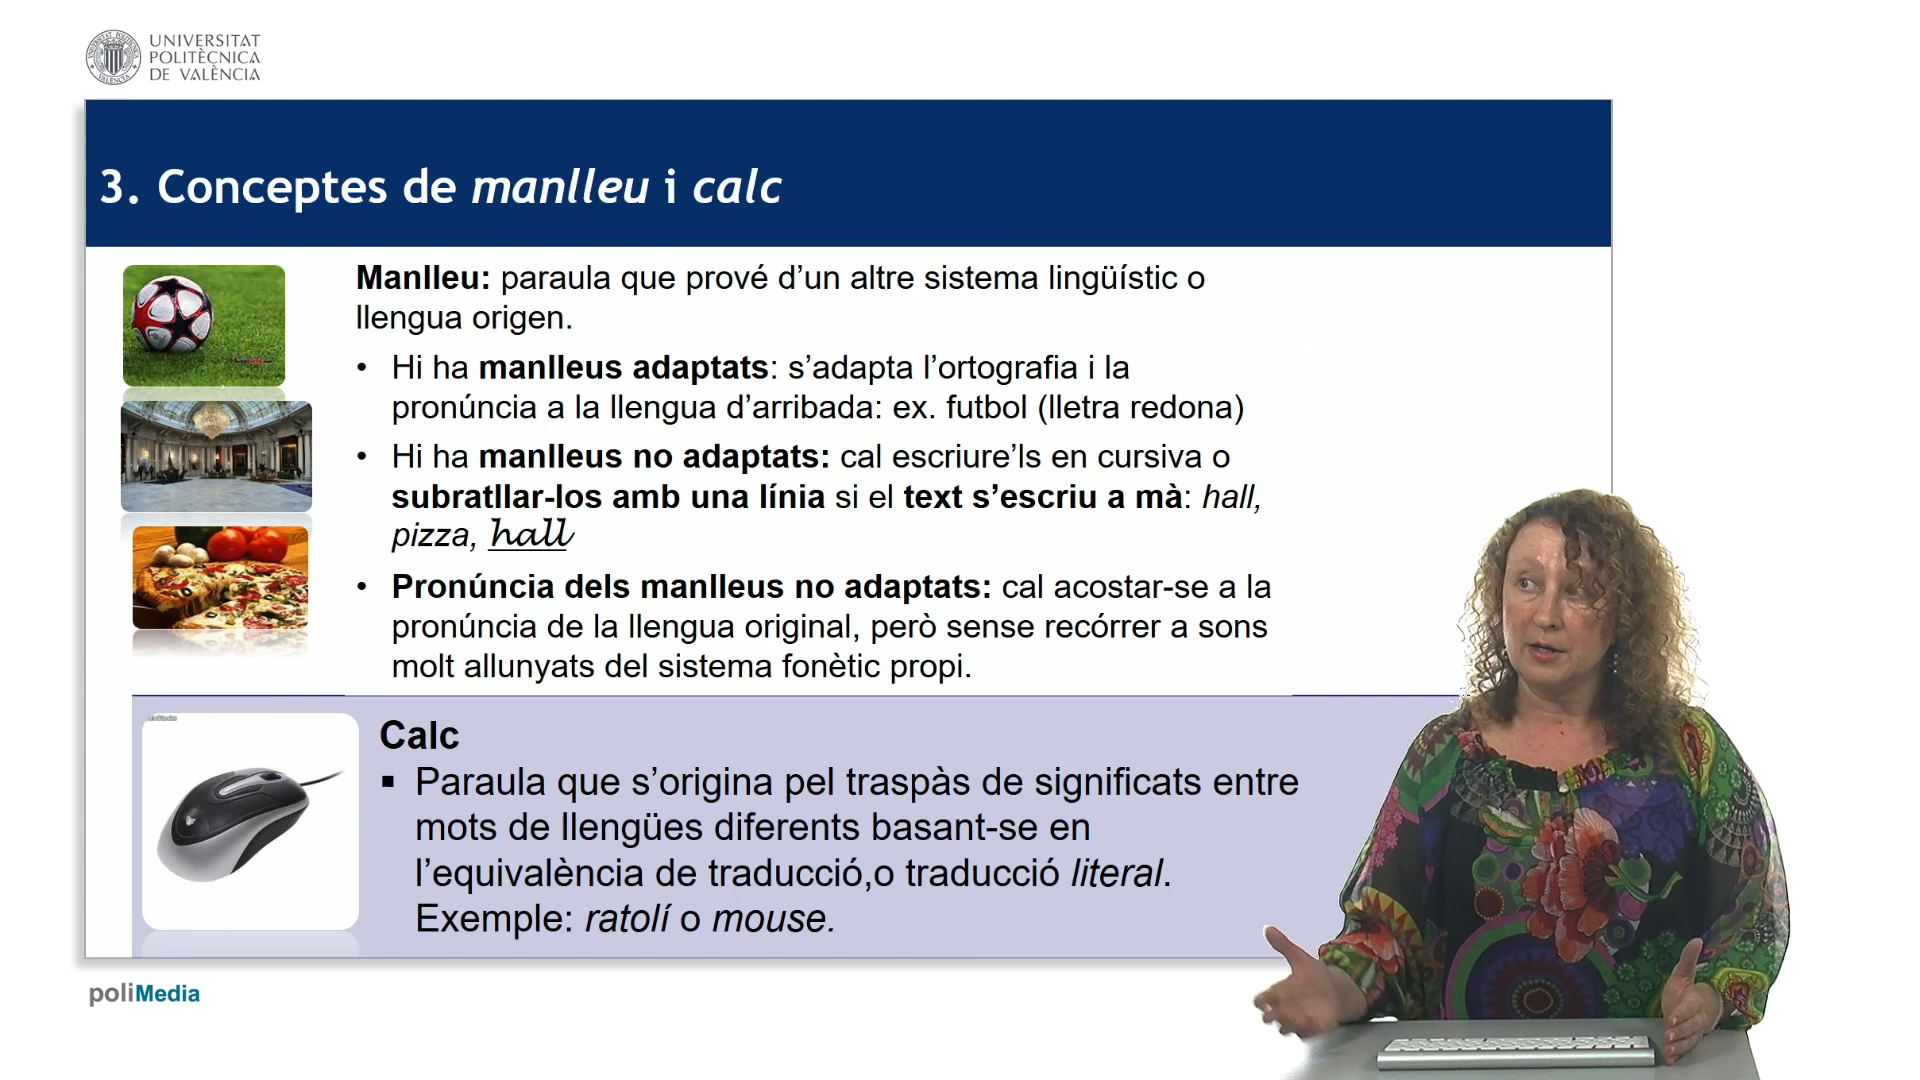 UNIVERSITAT
POLITÈCNICA
DE VALÈNCIA
3. Conceptes de manlleu i calc
Manlleu: paraula que prové d’un altre sistema lingüístic o
llengua origen.
• Hi ha manlleus adaptats: s’adapta l’ortografia i la
pronúncia a la llengua d’arribada: ex. futbol (lletra redona)
• Hi ha manlleus no adaptats: cal escriure’ls en cursiva o
subratllar-los amb una línia si el text s’escriu a mà: hall,
pizza, hall
• Pronúncia dels manlleus no adaptats: cal acostar-se a la
pronúncia de la llengua original, però sense recórrer a sons
molt allunyats del sistema fonètic propi.
Calc
▪ Paraula que s’origina pel traspàs de significats entre
mots de llengües diferents basant-se en
l’equivalència de traducció,o traducció literal.
Exemple: ratolí o mouse.
poliMedia